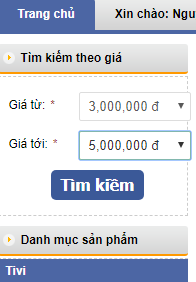 Trang chủ Xin chào: Ngu
Tìm kiếm theo giá
Giá từ: * 3,000,000 đ
Giá tới: * 5,000,000 đ
Tìm kiếm
Danh mục sản phẩm
Tivi